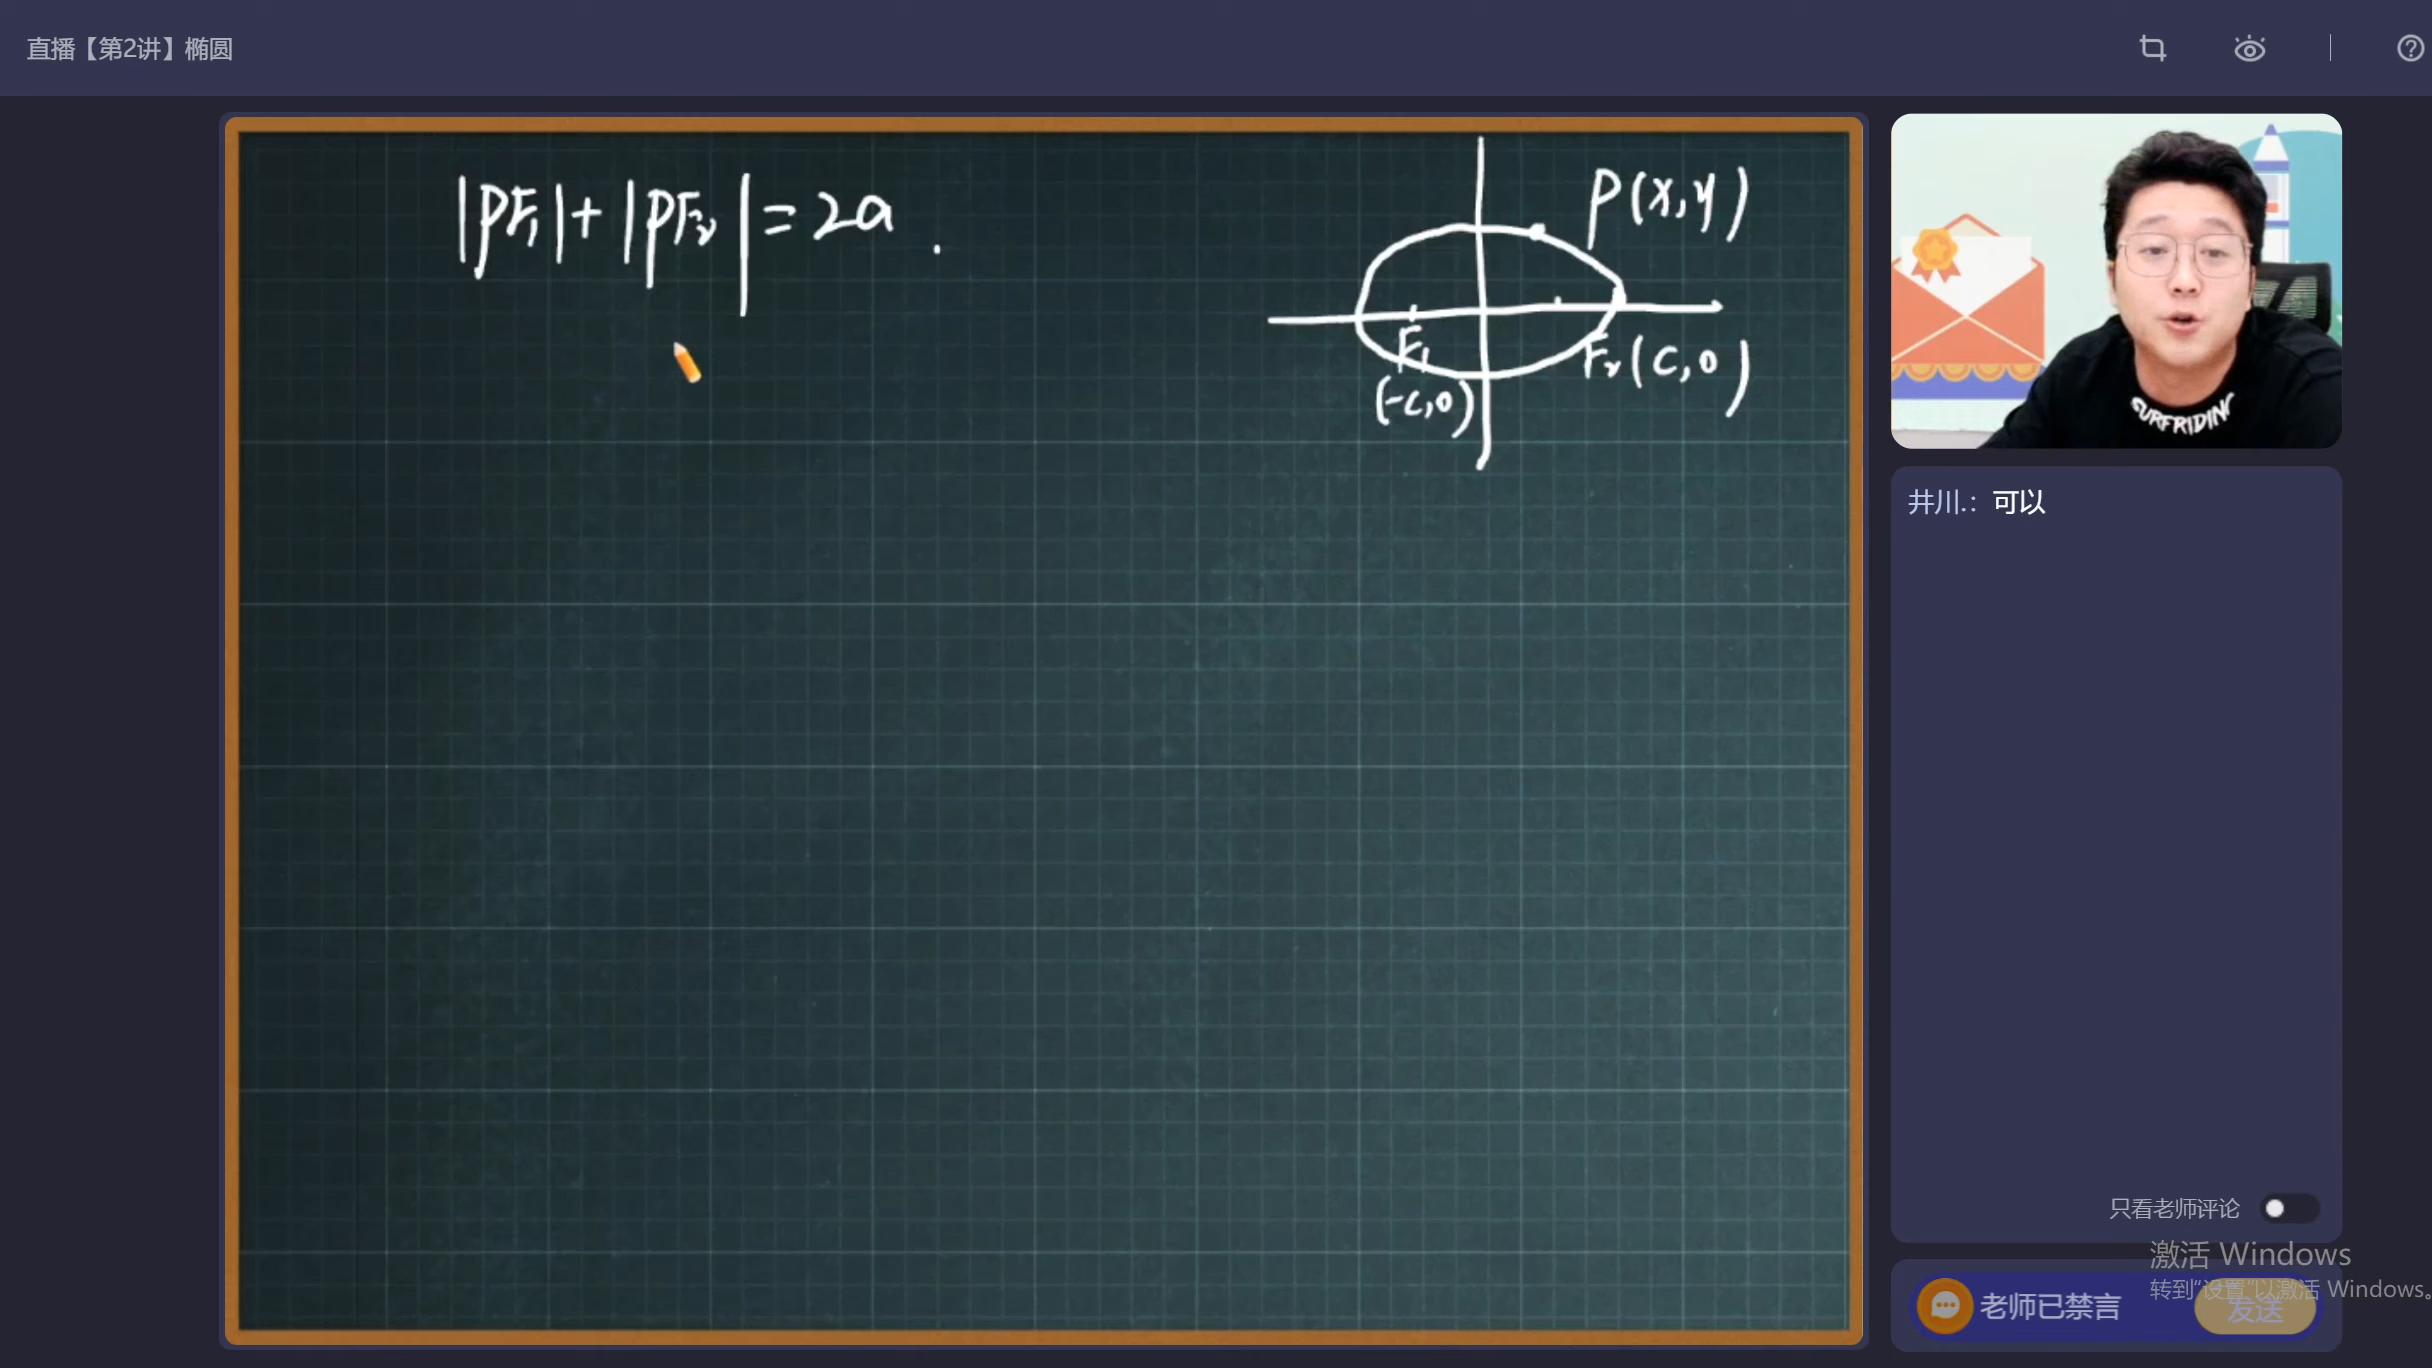 直播【第2讲】椭圆
|PF₁|+|PF₂|=2a.
P(x,y)
F₁
(-c,0)
F₂(c,0)
SURFRIDIN'
井川.：可以
只看老师评论
激活 Windows
转到“设置”以激活 Windows。
老师已禁言
发送